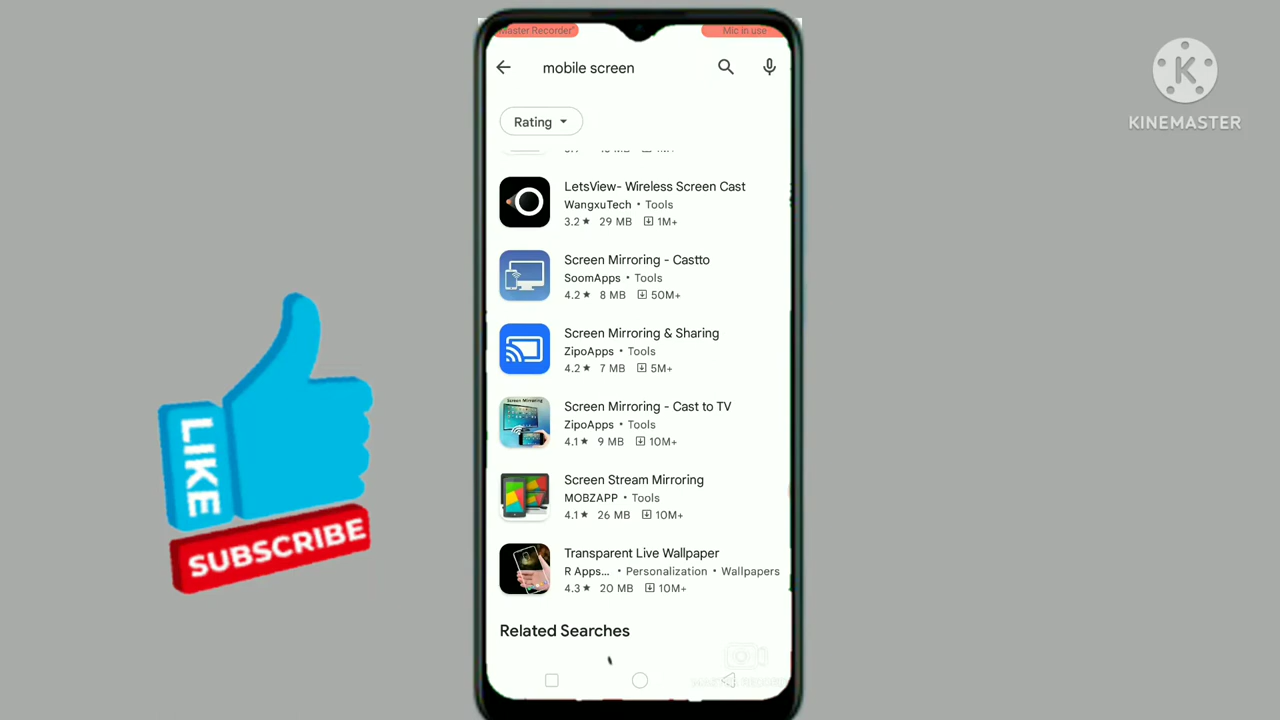 Master Recorder
Mic in use
mobile screen
KINEMASTER
Rating
LetsView- Wireless Screen Cast
WangxuTech • Tools
3.2★ 29 MB 1M+
Screen Mirroring - Castto
SoomApps • Tools
4.2★ 8 MB 50M+
Screen Mirroring & Sharing
ZipoApps • Tools
4.2★ 7 MB 5M+
Screen Mirroring - Cast to TV
ZipoApps • Tools
4.1★ 9 MB 10M+
Screen Stream Mirroring
MOBZAPP • Tools
4.1★ 26 MB 10M+
Transparent Live Wallpaper
R Apps... • Personalization • Wallpapers
4.3★ 20 MB 10M+
Related Searches
LIKE
SUBSCRIBE